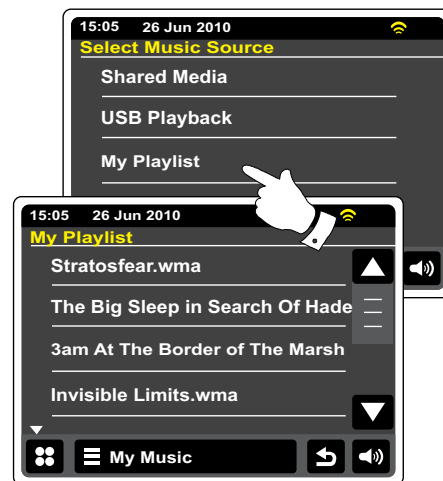 15:05 26 Jun 2010
Select Music Source
Shared Media
USB Playback
My Playlist
15:05 26 Jun 2010
My Playlist
Stratosfear.wma
The Big Sleep in Search Of Hade
3am At The Border of The Marsh
Invisible Limits.wma
My Music